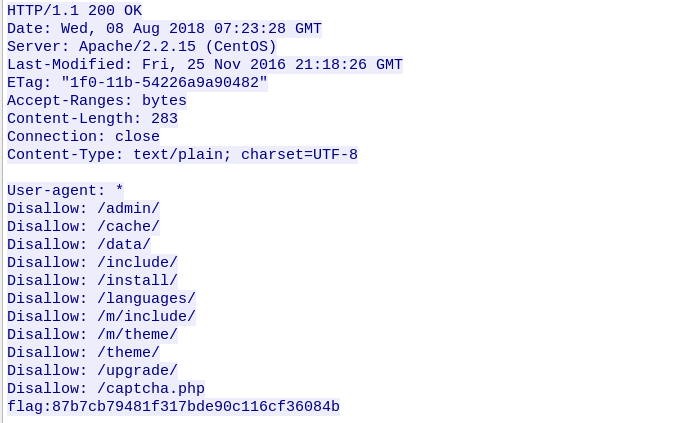 HTTP/1.1 200 OK
Date: Wed, 08 Aug 2018 07:23:28 GMT
Server: Apache/2.2.15 (CentOS)
Last-Modified: Fri, 25 Nov 2016 21:18:26 GMT
ETag: "1f0-11b-54226a9a90482"
Accept-Ranges: bytes
Content-Length: 283
Connection: close
Content-Type: text/plain; charset=UTF-8

User-agent: *
Disallow: /admin/
Disallow: /cache/
Disallow: /data/
Disallow: /include/
Disallow: /install/
Disallow: /languages/
Disallow: /m/include/
Disallow: /m/theme/
Disallow: /theme/
Disallow: /upgrade/
Disallow: /captcha.php
flag:87b7cb79481f317bde90c116cf36084b